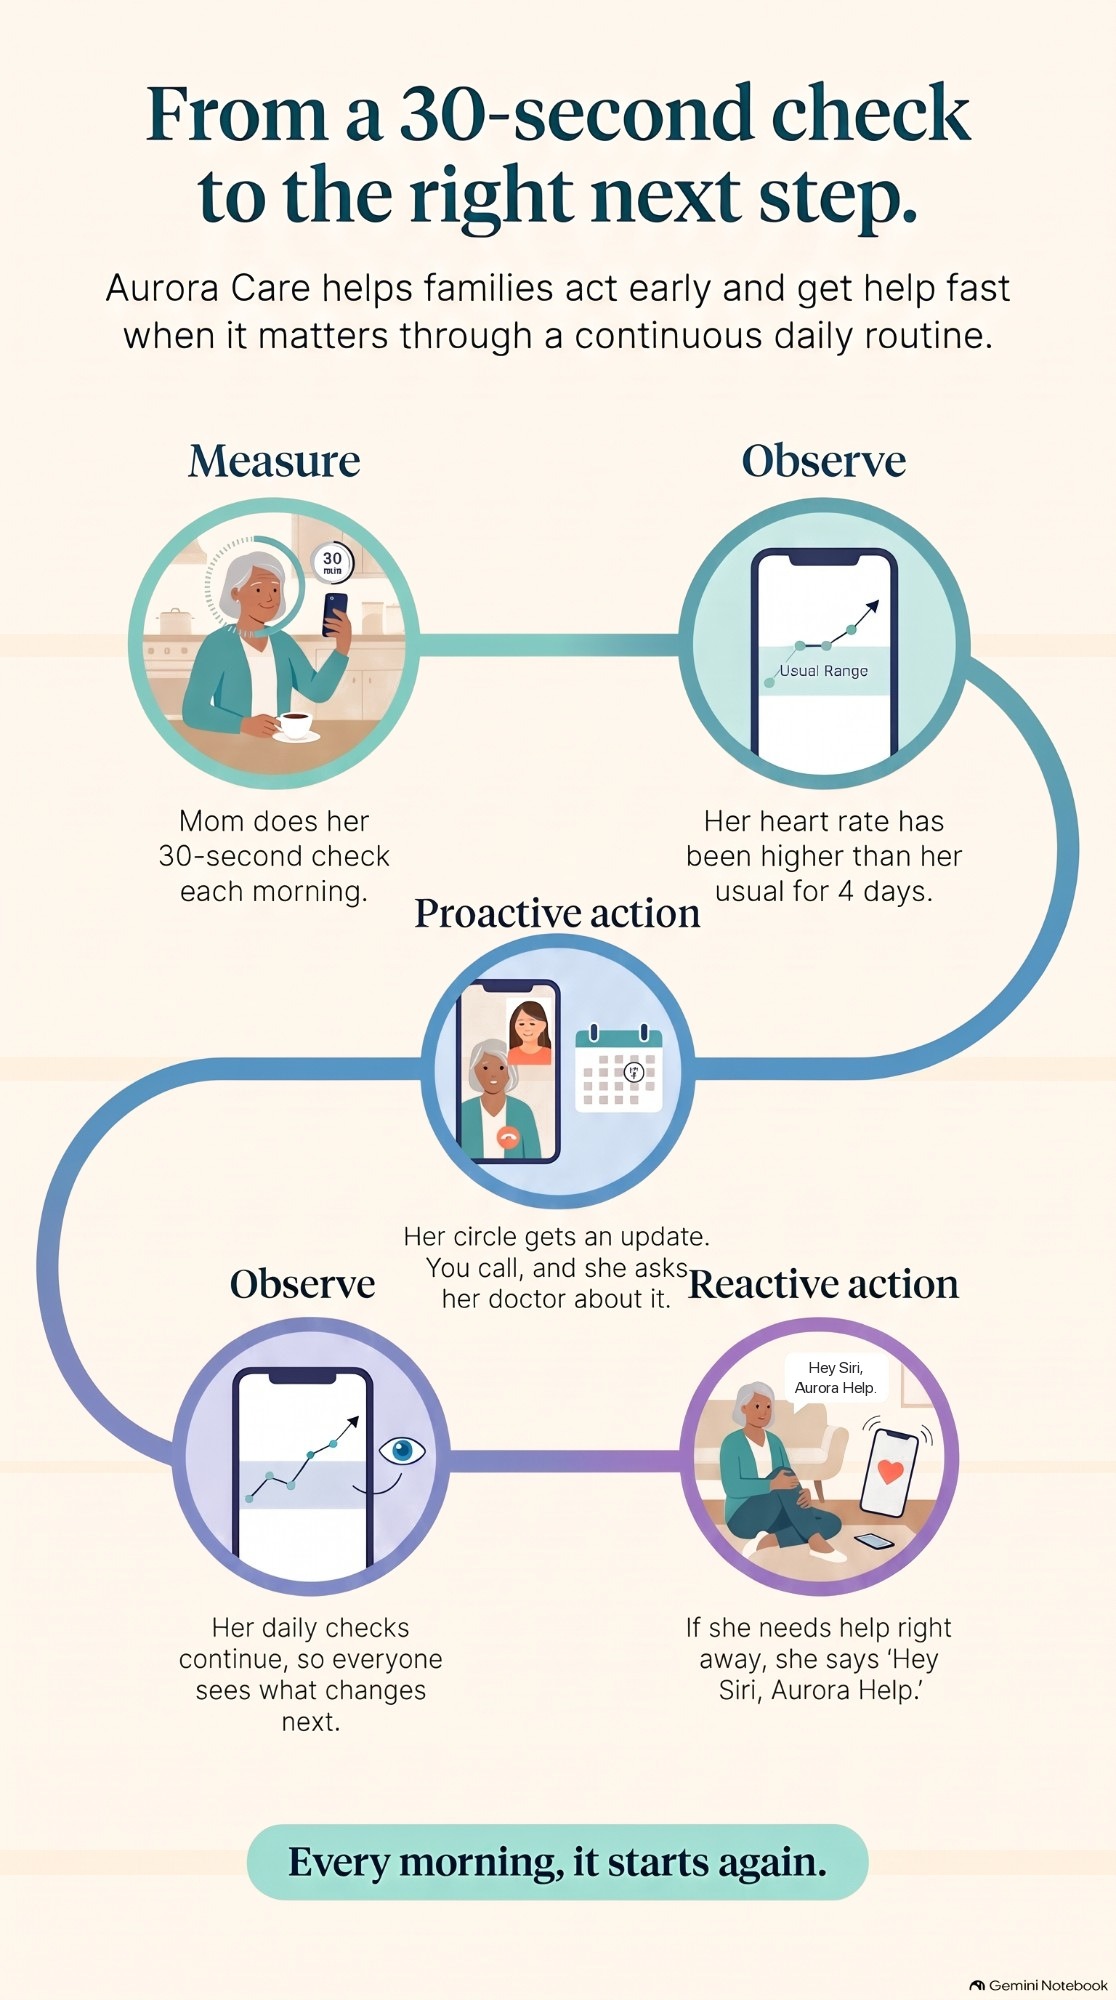 From a 30-second check
to the right next step.
Aurora Care helps families act early and get help fast
when it matters through a continuous daily routine.
Measure
30
Mom does her
30-second check
each morning.
Observe
Usual Range
Her heart rate has
been higher than her
usual for 4 days.
Proactive action
Her circle gets an update.
You call, and she asks
her doctor about it.
Observe
Her daily checks
continue, so everyone
sees what changes
next.
Reactive action
Hey Siri,
Aurora Help.
If she needs help right
away, she says ‘Hey
Siri, Aurora Help.’
Every morning, it starts again.
Gemini Notebook